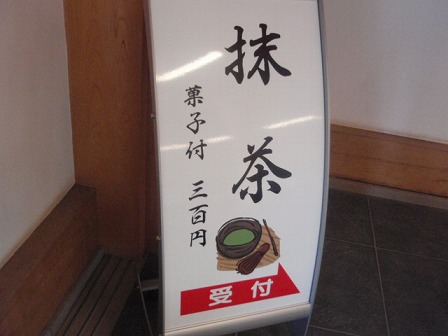 抹茶
菓子付 三百円
受付